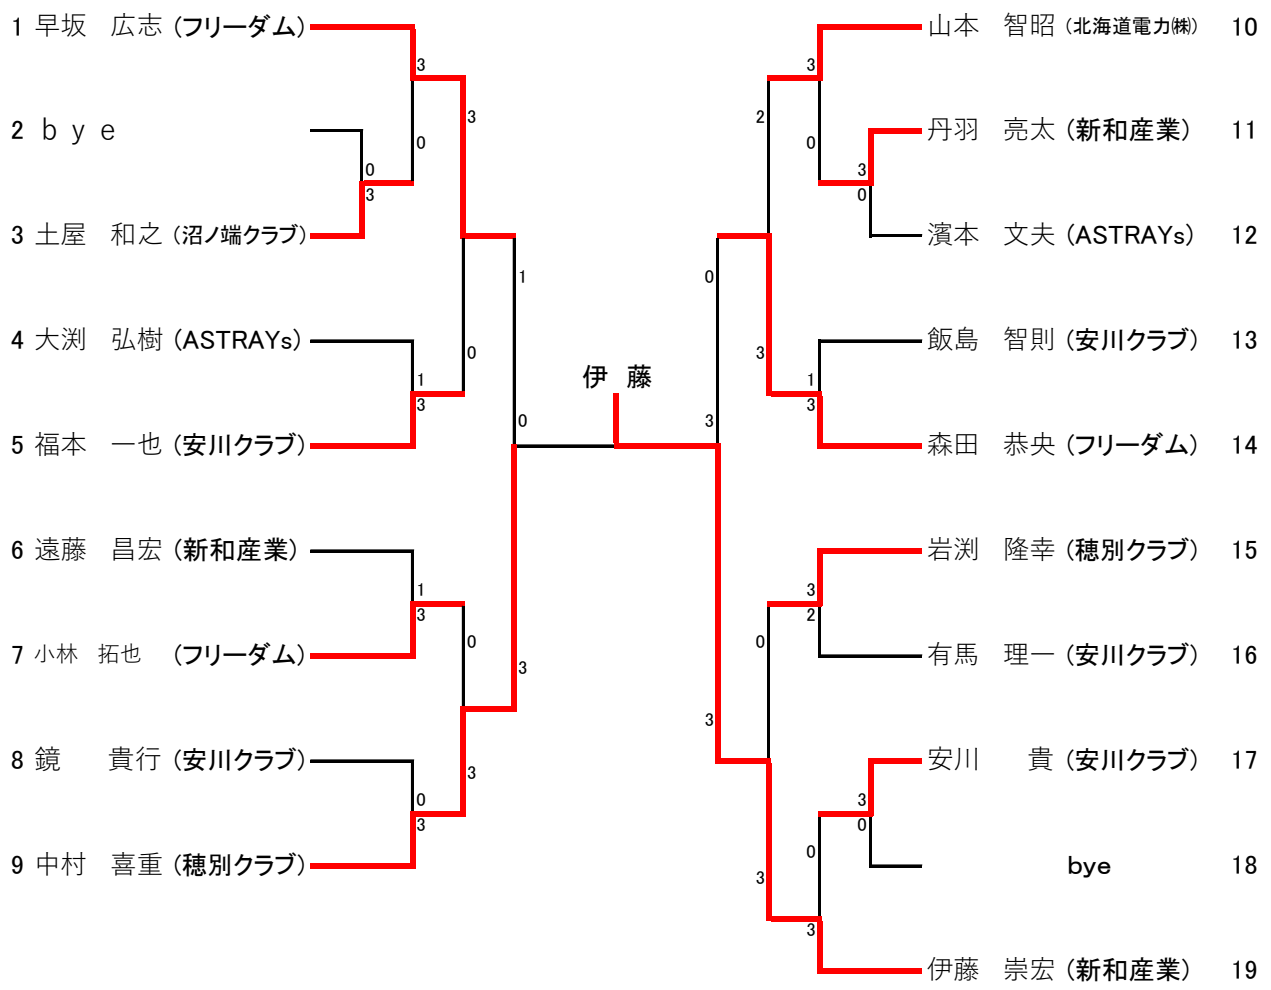 1 早坂　広志 (フリーダム)
3
3
2 ｂｙｅ
0
0
3
3 土屋　和之 (沼ノ端クラブ)
1
4 大渕　弘樹 (ASTRAYs)
0
1
3
5 福本　一也 (安川クラブ)
0
6 遠藤　昌宏 (新和産業)
1
3
0
7 小林　拓也 (フリーダム)
3
8 鏡　　貴行 (安川クラブ)
3
0
3
9 中村　喜重 (穂別クラブ)
伊　藤
山本　智昭 (北海道電力㈱) 10
3
2
丹羽　亮太 (新和産業) 11
0
3
0
濱本　文夫 (ASTRAYs) 12
0
飯島　智則 (安川クラブ) 13
3
1
3
森田　恭央 (フリーダム) 14
3
岩渕　隆幸 (穂別クラブ) 15
3
2
0
有馬　理一 (安川クラブ) 16
3
安川　　貴 (安川クラブ) 17
3
0
0
bye 18
3
3
伊藤　崇宏 (新和産業) 19